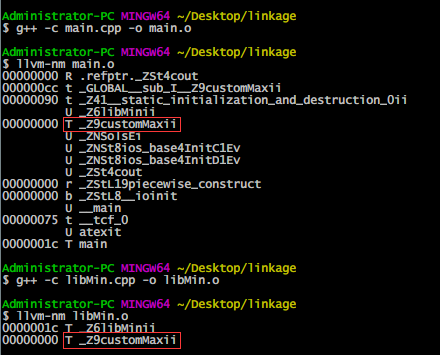 Administrator-PC MINGW64 ~/Desktop/linkage
$ g++ -c main.cpp -o main.o
Administrator-PC MINGW64 ~/Desktop/linkage
$ llvm-nm main.o
00000000 R .refptr._ZSt4cout
000000cc t _GLOBAL__sub_I__Z9customMaxii
00000090 t _Z41__static_initialization_and_destruction_0ii
U _Z6libMinii
00000000 T _Z9customMaxii
U _ZNSolsEi
U _ZNSt8ios_base4InitC1Ev
U _ZNSt8ios_base4InitD1Ev
U _ZSt4cout
00000000 r _ZStL19piecewise_construct
00000000 b _ZStL8__ioinit
U __main
00000075 t __tcf_0
U atexit
0000001c T main
Administrator-PC MINGW64 ~/Desktop/linkage
$ g++ -c libMin.cpp -o libMin.o
Administrator-PC MINGW64 ~/Desktop/linkage
$ llvm-nm libMin.o
0000001c T _Z6libMinii
00000000 T _Z9customMaxii